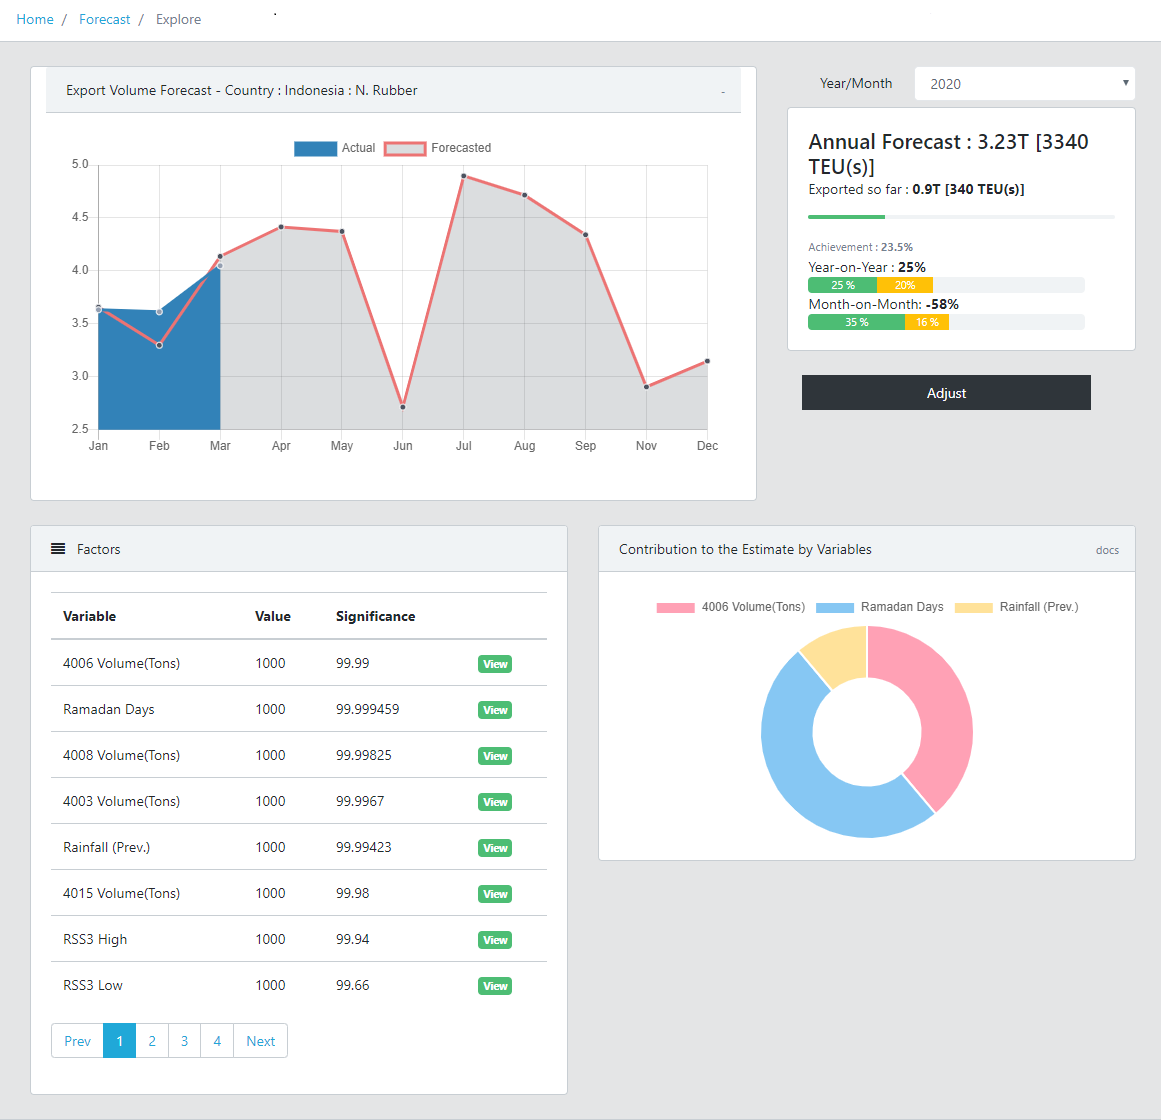 Home / Forecast / Explore
Export Volume Forecast - Country : Indonesia : N. Rubber -
Actual Forecasted
5.0
4.5
4.0
3.5
3.0
2.5
Jan Feb Mar Apr May Jun Jul Aug Sep Oct Nov Dec
Year/Month 2020
Annual Forecast : 3.23T [3340
TEU(s)]
Exported so far : 0.9T [340 TEU(s)]
Achievement : 23.5%
Year-on-Year : 25%
25 % 20%
Month-on-Month: -58%
35 % 16 %
Adjust
Factors
Variable Value Significance
4006 Volume(Tons) 1000 99.99 View
Ramadan Days 1000 99.999459 View
4008 Volume(Tons) 1000 99.99825 View
4003 Volume(Tons) 1000 99.9967 View
Rainfall (Prev.) 1000 99.99423 View
4015 Volume(Tons) 1000 99.98 View
RSS3 High 1000 99.94 View
RSS3 Low 1000 99.66 View
Prev 1 2 3 4 Next
Contribution to the Estimate by Variables docs
4006 Volume(Tons) Ramadan Days Rainfall (Prev.)